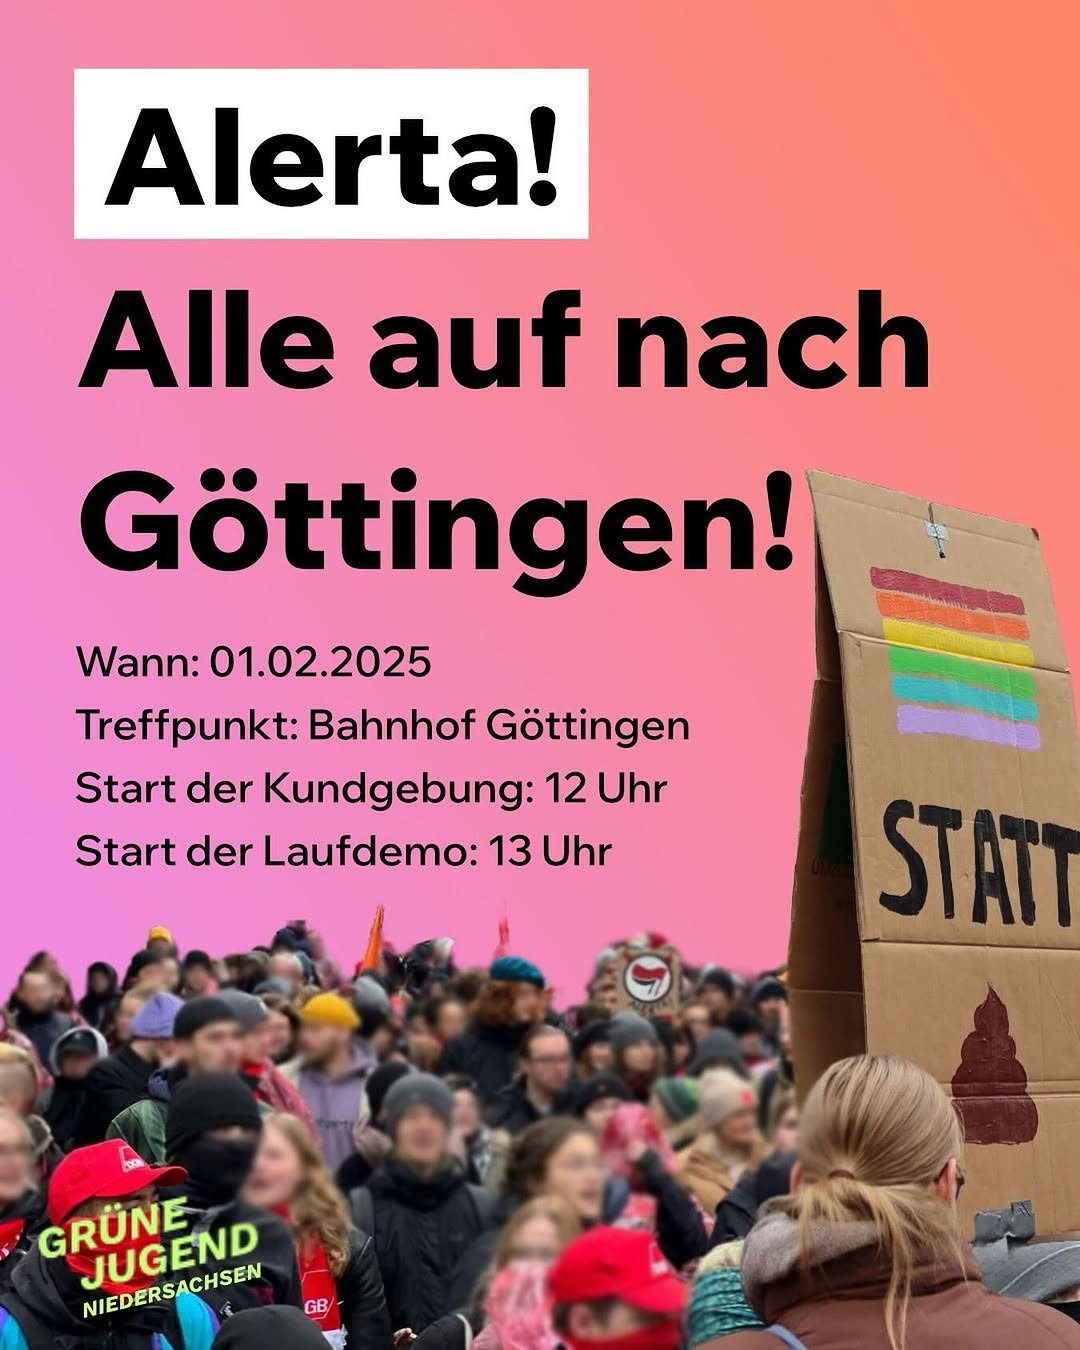 Alerta!
Alle auf nach
Göttingen!
Wann: 01.02.2025
Treffpunkt: Bahnhof Göttingen
Start der Kundgebung: 12 Uhr
Start der Laufdemo: 13 Uhr
STATT
GRÜNE
JUGEND
NIEDERSACHSEN
GB